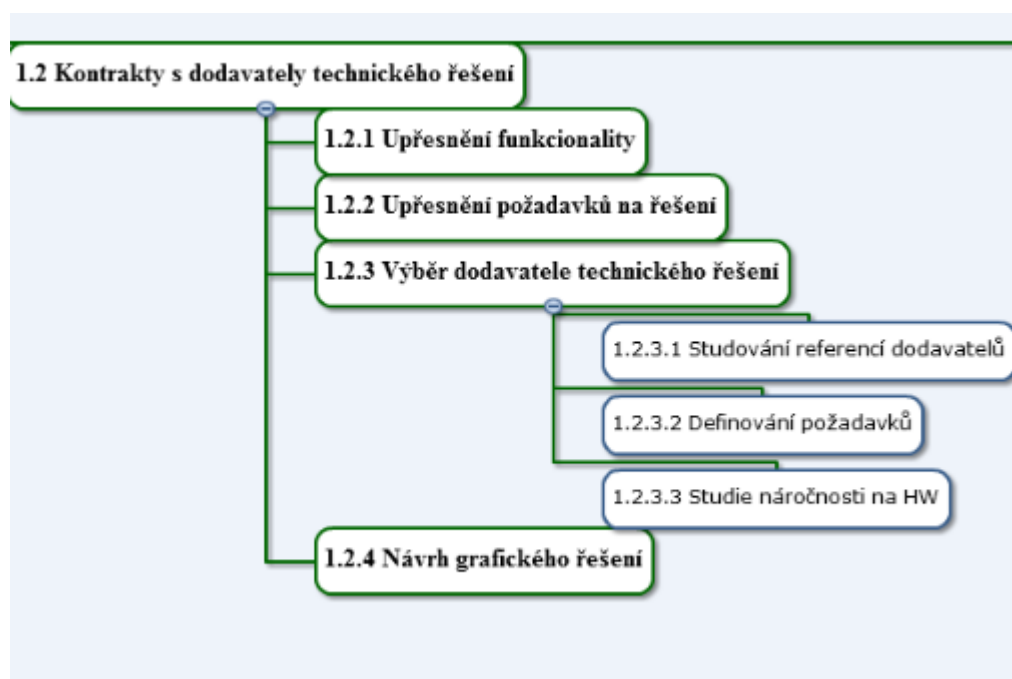 1.2 Kontrakty s dodavately technického řešení
1.2.1 Upřesnění funkcionality
1.2.2 Upřesnění požadavků na řešení
1.2.3 Výběr dodavatele technického řešení
1.2.3.1 Studování referencí dodavatelů
1.2.3.2 Definování požadavků
1.2.3.3 Studie náročnosti na HW
1.2.4 Návrh grafického řešení